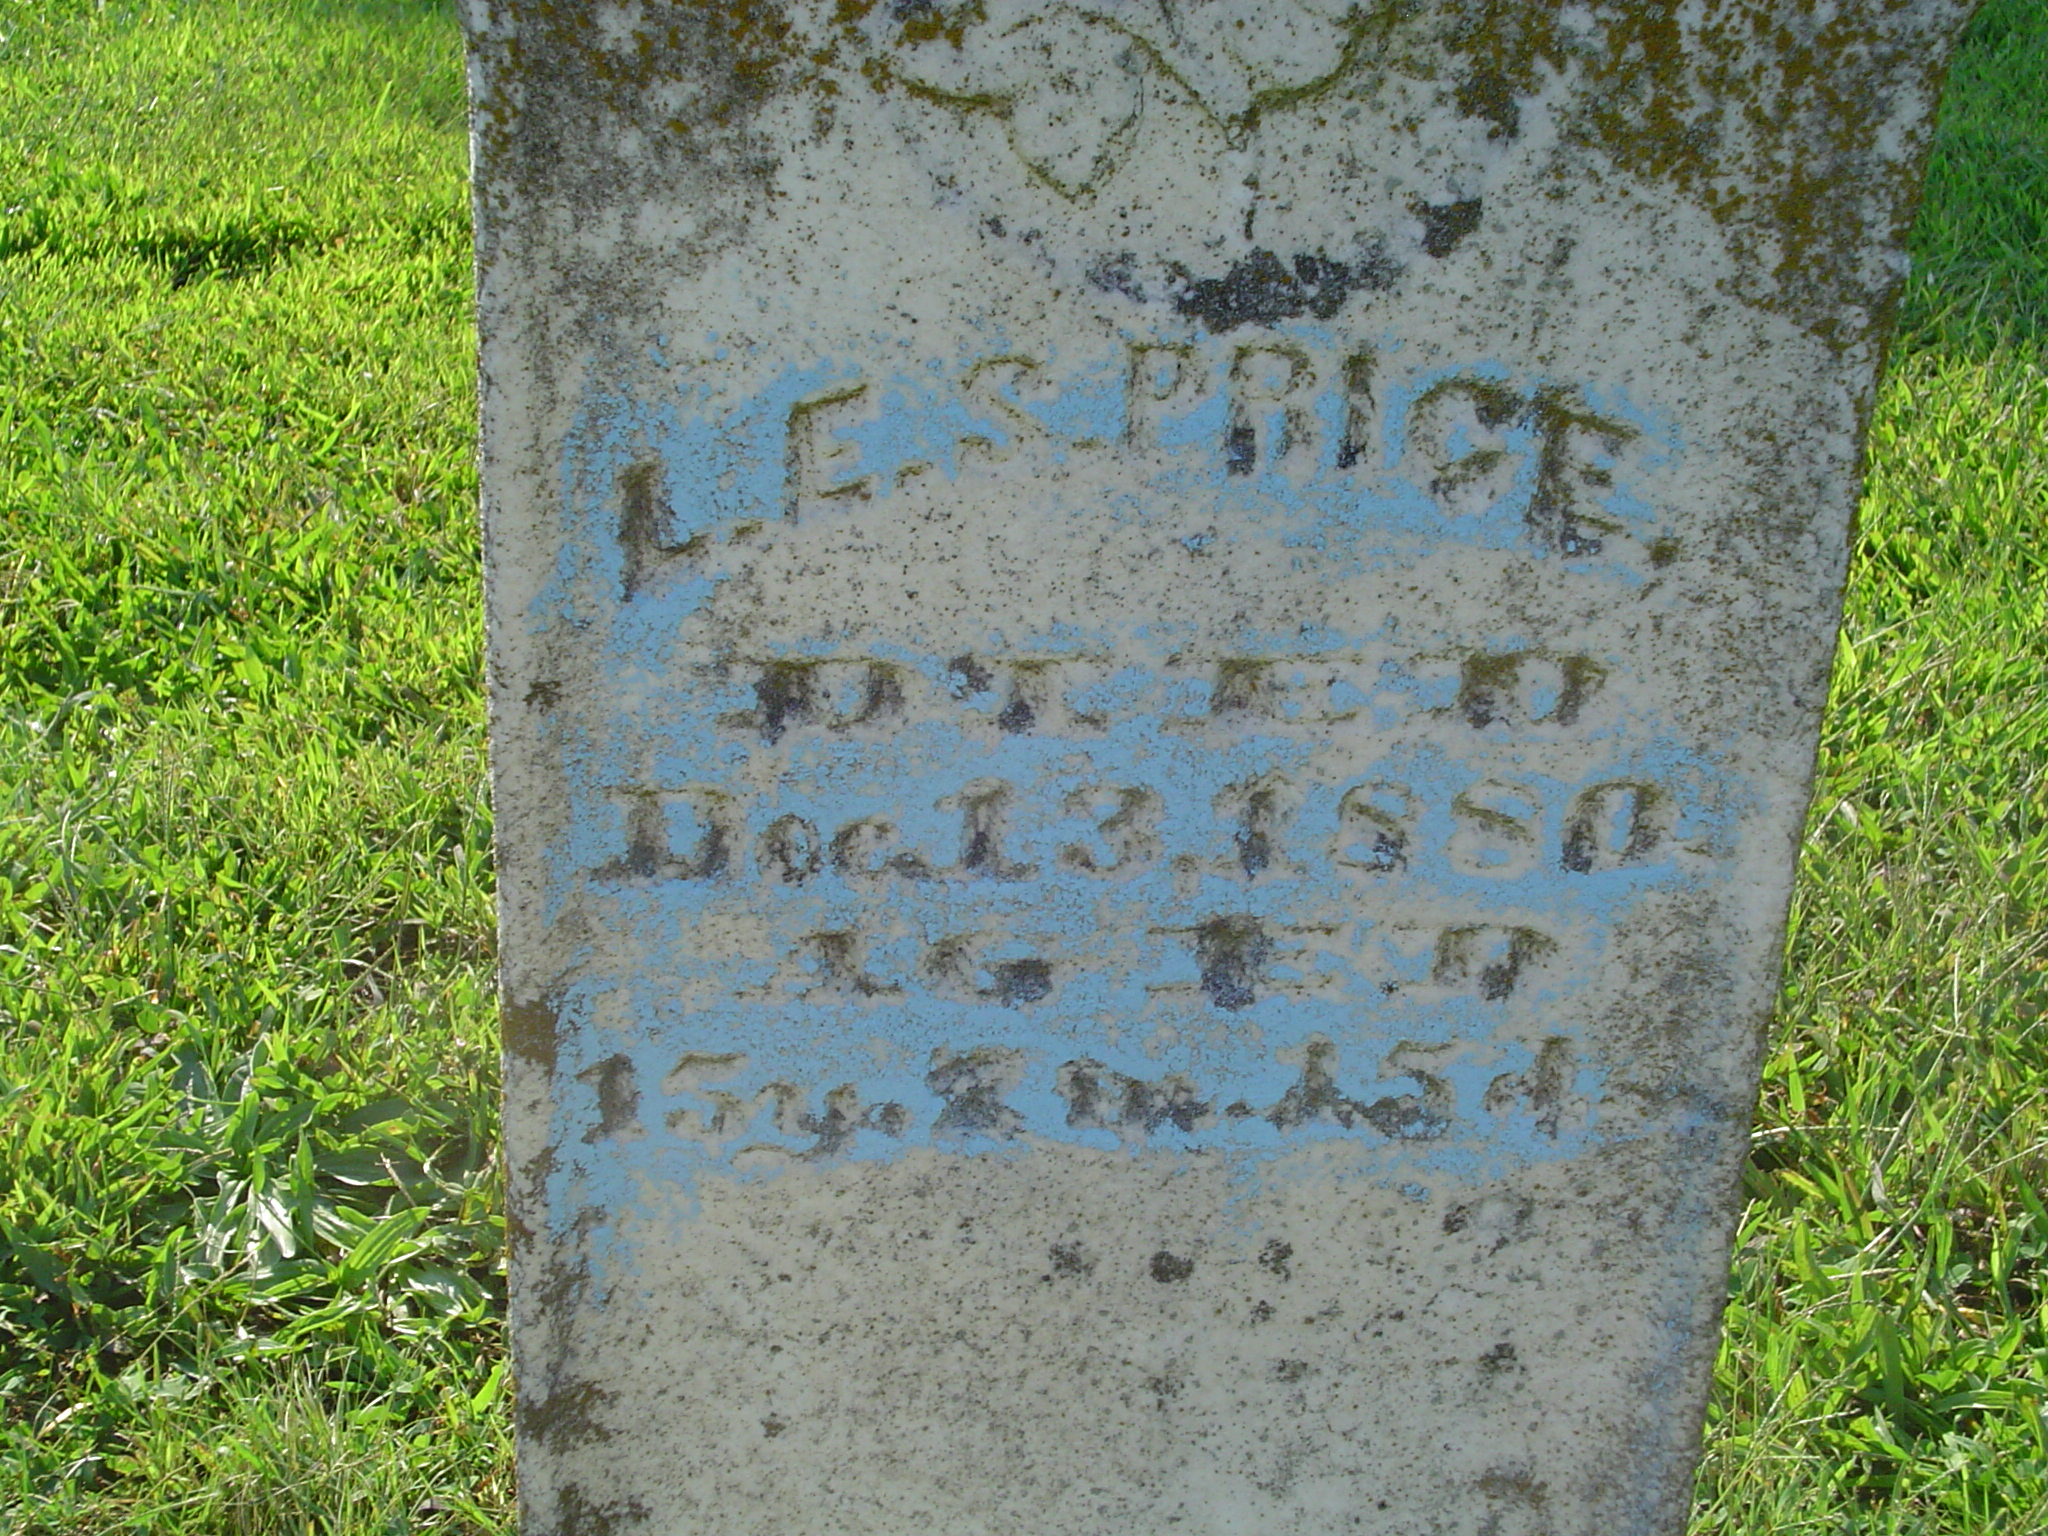 L.E.S. PRICE.
DIED
Dec. 13, 1880
AGED
15y. 2m. 15d.